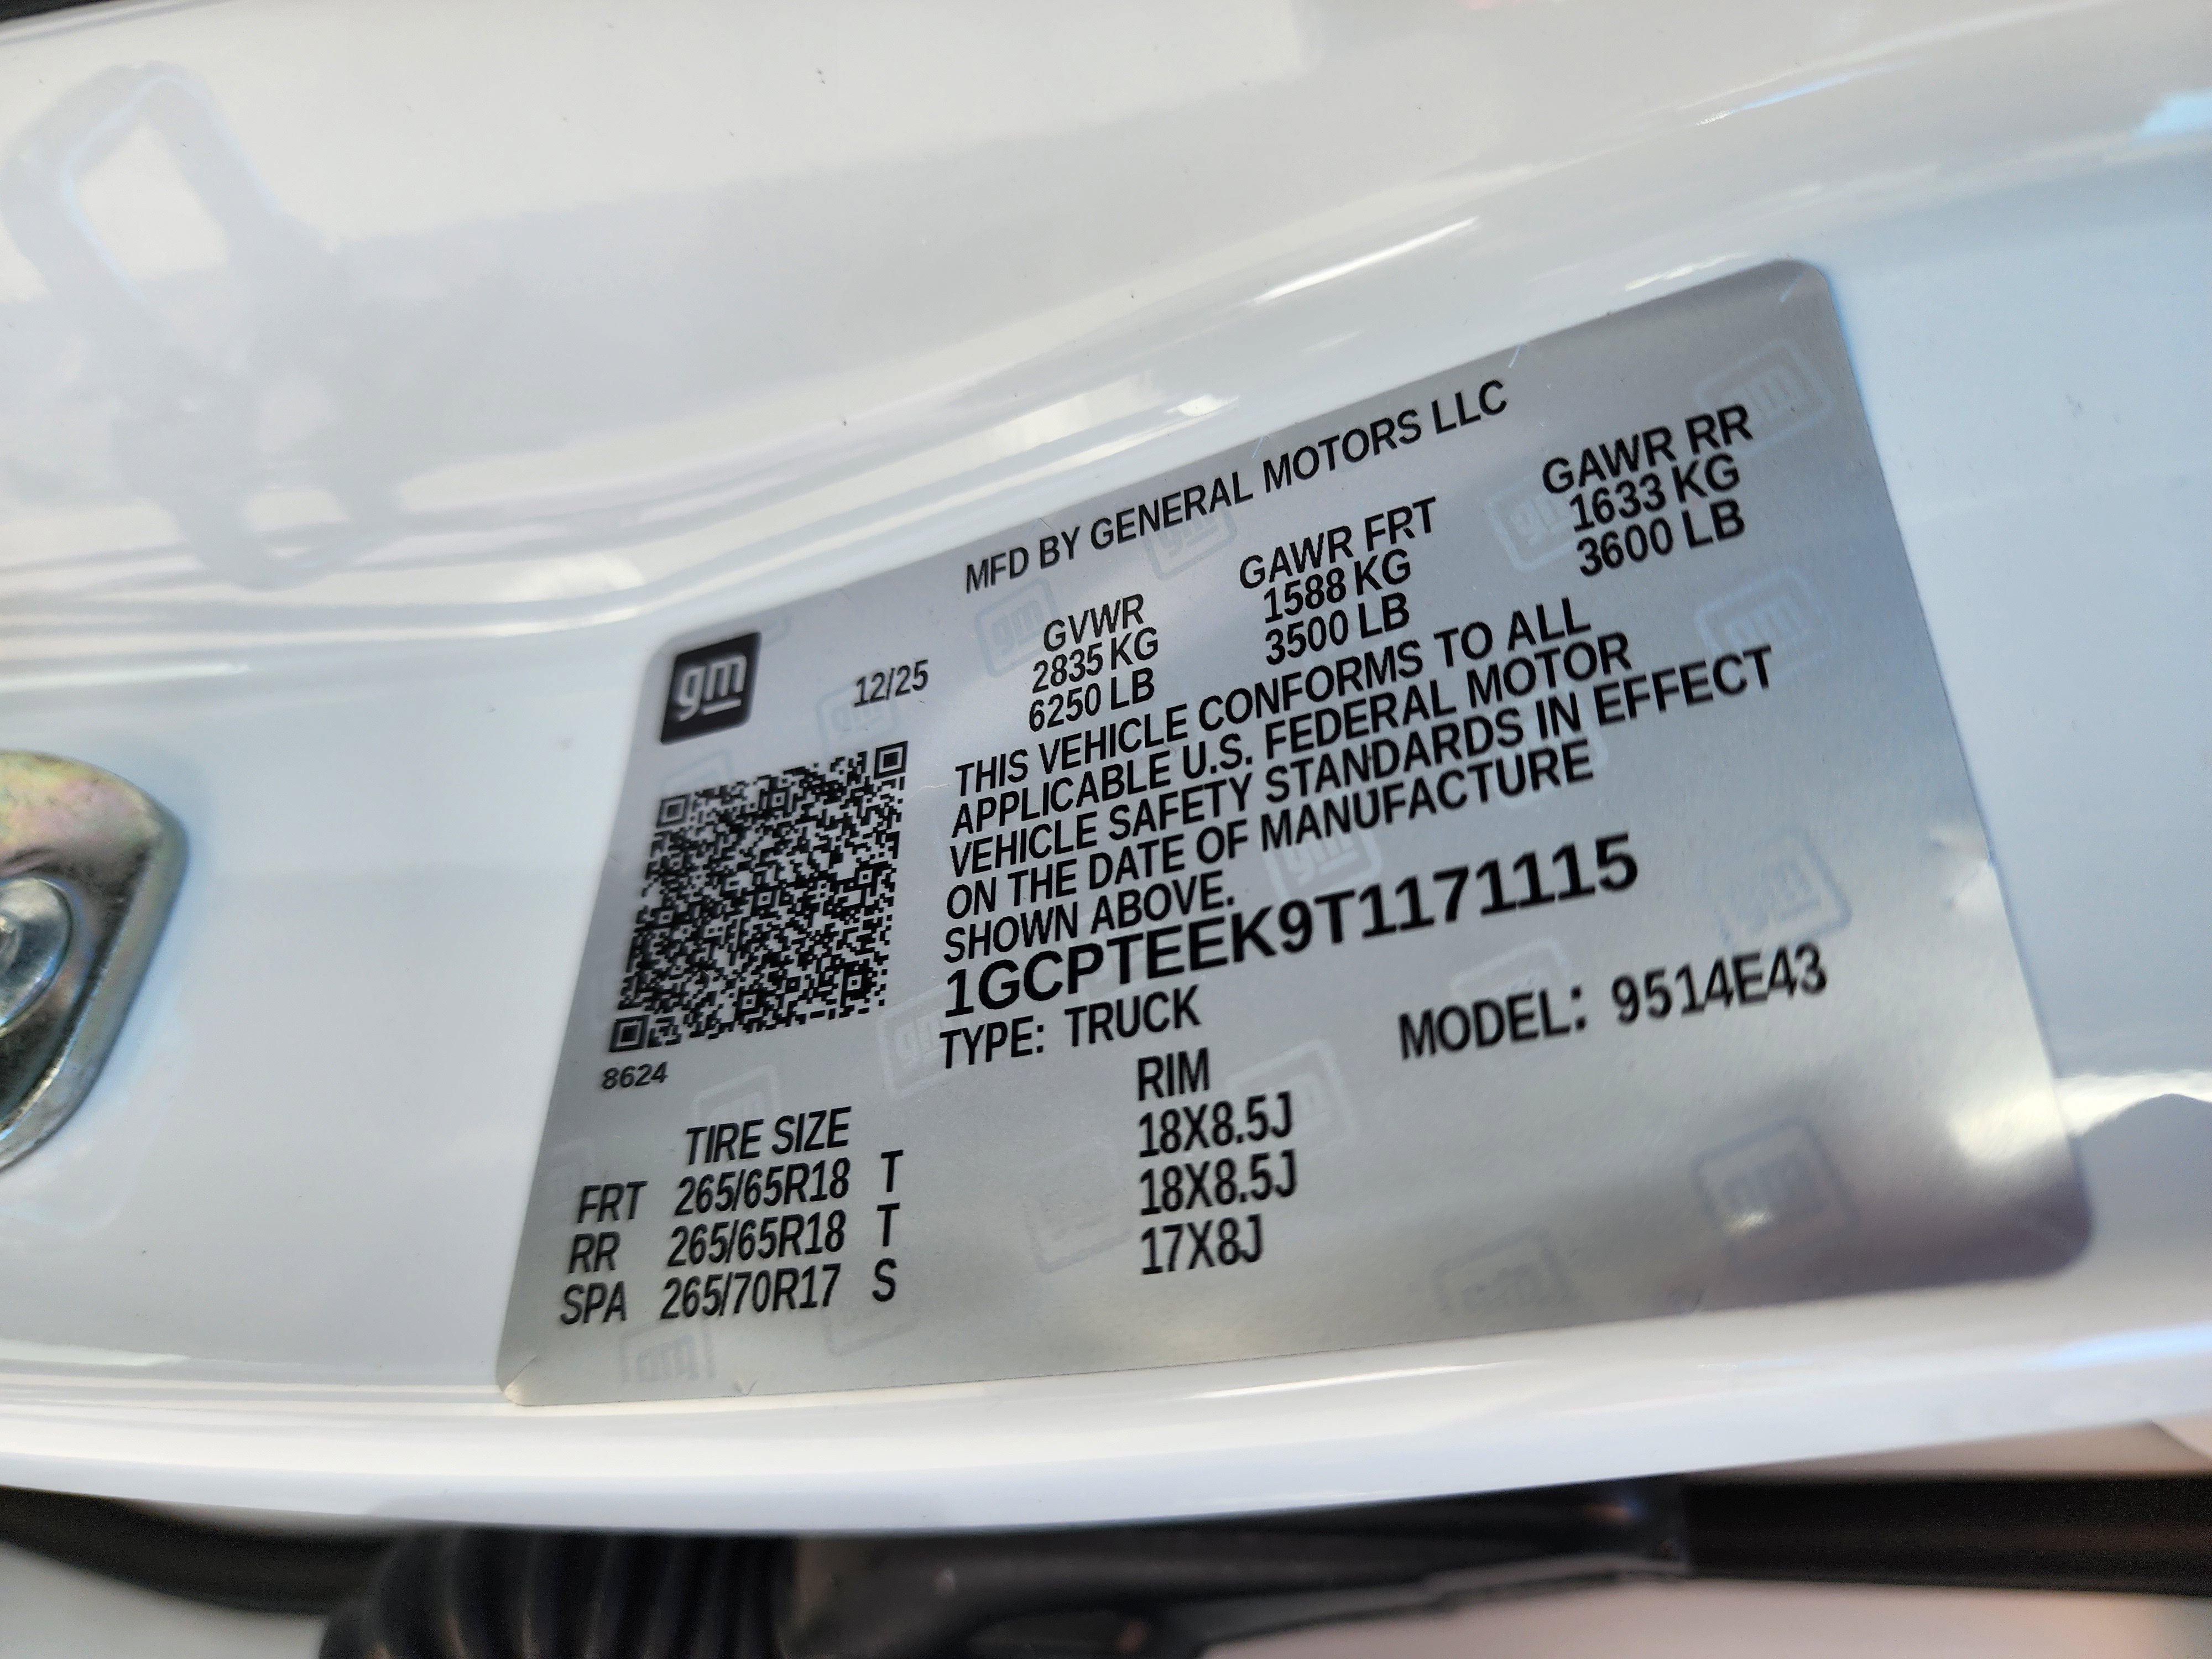 gm
MFD BY GENERAL MOTORS LLC
12/25
GVWR GAWR FRT GAWR RR
2835 KG 1588 KG 1633 KG
6250 LB 3500 LB 3600 LB
THIS VEHICLE CONFORMS TO ALL
APPLICABLE U.S. FEDERAL MOTOR
VEHICLE SAFETY STANDARDS IN EFFECT
ON THE DATE OF MANUFACTURE
SHOWN ABOVE.
1GCPTEEK9T1171115
TYPE: TRUCK MODEL: 9514E43
8624
TIRE SIZE RIM
FRT 265/65R18 T 18X8.5J
RR 265/65R18 T 18X8.5J
SPA 265/70R17 S 17X8J